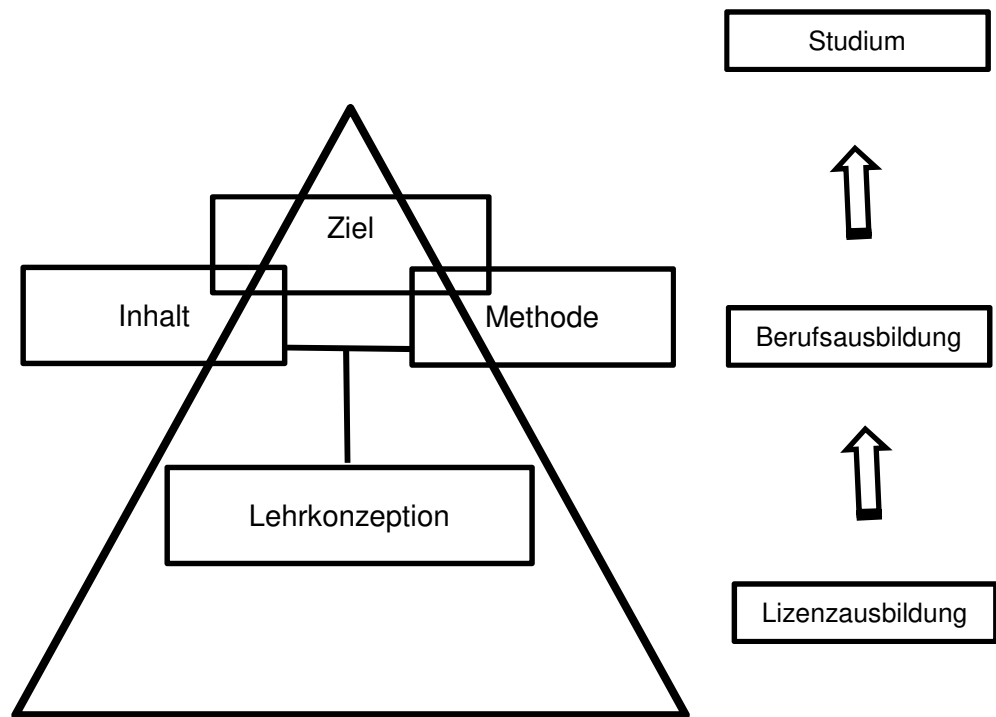 Studium
Ziel
Inhalt
Methode
Berufsausbildung
Lehrkonzeption
Lizenzausbildung